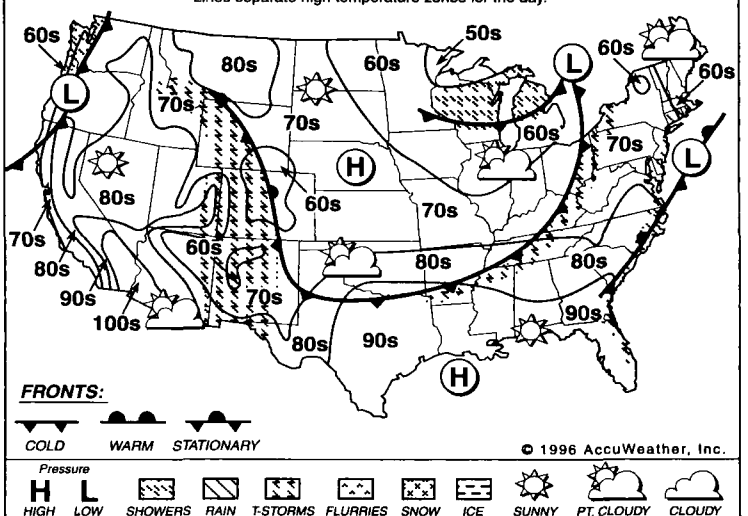 Lines separate high temperature zones for the day.
60s
80s
60s
50s
60s
60s
L
L
70s
70s
60s
70s
L
H
80s
60s
70s
70s
60s
80s
80s
80s
70s
90s
100s
90s
80s
90s
H
FRONTS:
COLD WARM STATIONARY
© 1996 AccuWeather, Inc.
Pressure
H L
HIGH LOW SHOWERS RAIN T-STORMS FLURRIES SNOW ICE SUNNY PT. CLOUDY CLOUDY